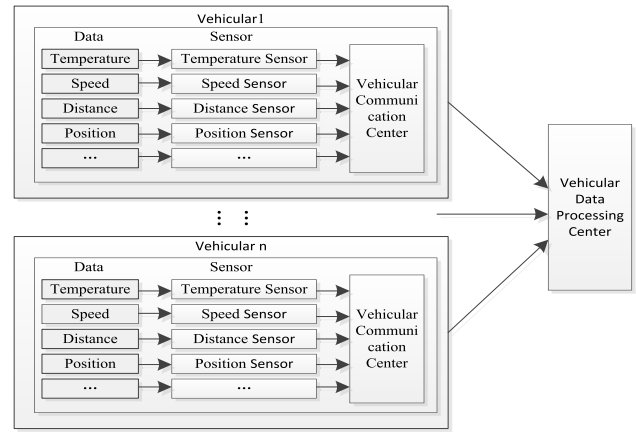 Vehicular1
Data Sensor
Temperature Temperature Sensor
Speed Speed Sensor
Distance Distance Sensor
Position Position Sensor
... ...
Vehicular
Communi
cation
Center
⋮ ⋮
Vehicular n
Data Sensor
Temperature Temperature Sensor
Speed Speed Sensor
Distance Distance Sensor
Position Position Sensor
... ...
Vehicular
Communi
cation
Center
Vehicular
Data
Processing
Center